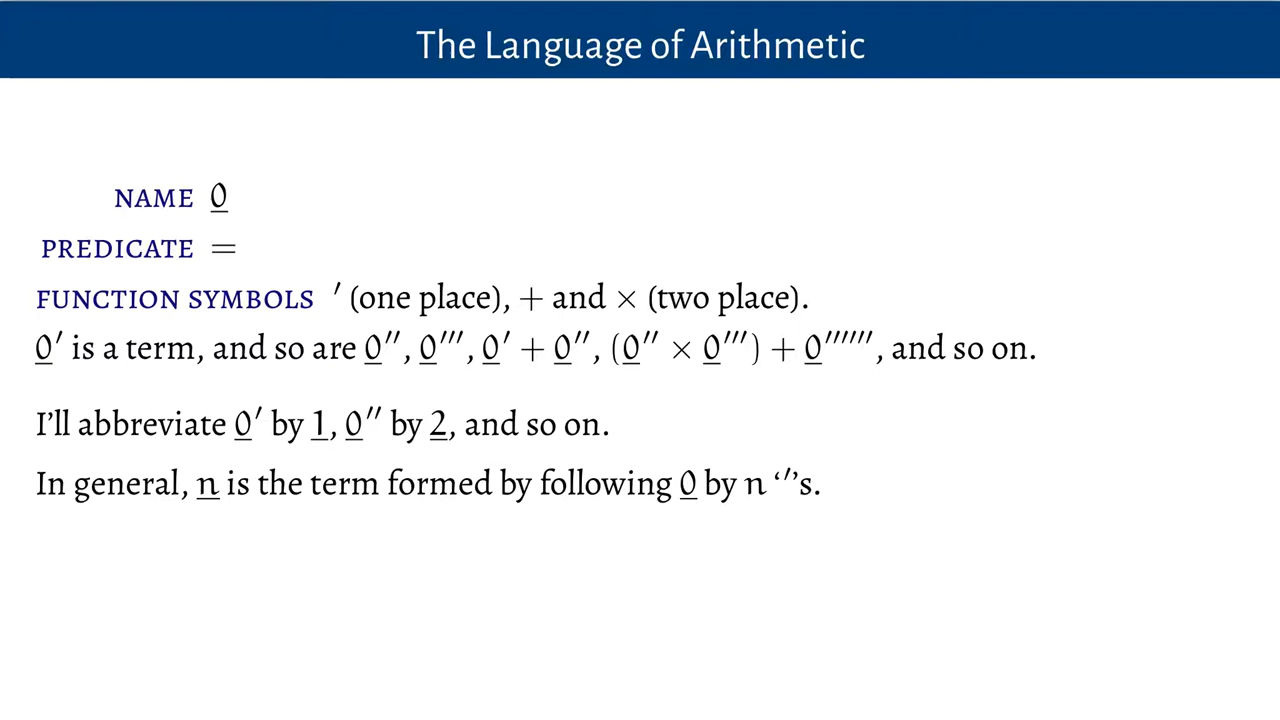 The Language of Arithmetic
NAME 0̲
PREDICATE =
FUNCTION SYMBOLS ′ (one place), + and × (two place).
0̲′ is a term, and so are 0̲′′, 0̲′′′, 0̲′ + 0̲′′, (0̲′′ × 0̲′′′) + 0̲′′′′′′, and so on.
I’ll abbreviate 0̲′ by 1̲, 0̲′′ by 2̲, and so on.
In general, n̲ is the term formed by following 0̲ by n ‘′’s.